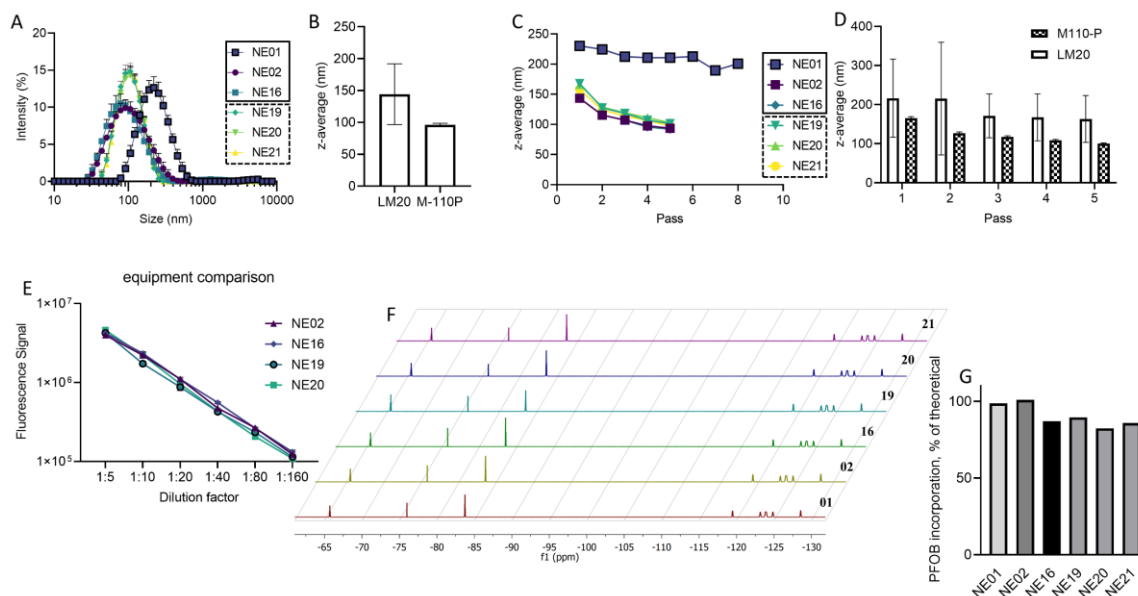 A
Intensity (%)
20
15
10
5
0
10
100
1000
10000
Size (nm)
NE01
NE02
NE16
NE19
NE20
NE21
B
z-average (nm)
250
200
150
100
50
0
LM20
M-110P
C
z-average (nm)
250
200
150
100
50
0
0
2
4
6
8
10
Pass
NE01
NE02
NE16
NE19
NE20
NE21
D
z-average (nm)
400
300
200
100
0
1
2
3
4
5
Pass
M110-P
LM20
E
equipment comparison
Fluorescence Signal
1×10⁷
1×10⁶
1×10⁵
1:5
1:10
1:20
1:40
1:80
1:160
Dilution factor
NE02
NE16
NE19
NE20
F
21
20
19
16
02
01
-65
-70
-75
-80
-85
-90
-95
-100
-105
-110
-115
-120
-125
-130
f1 (ppm)
G
PFOB incorporation, % of theoretical
100
50
0
NE01
NE02
NE16
NE19
NE20
NE21